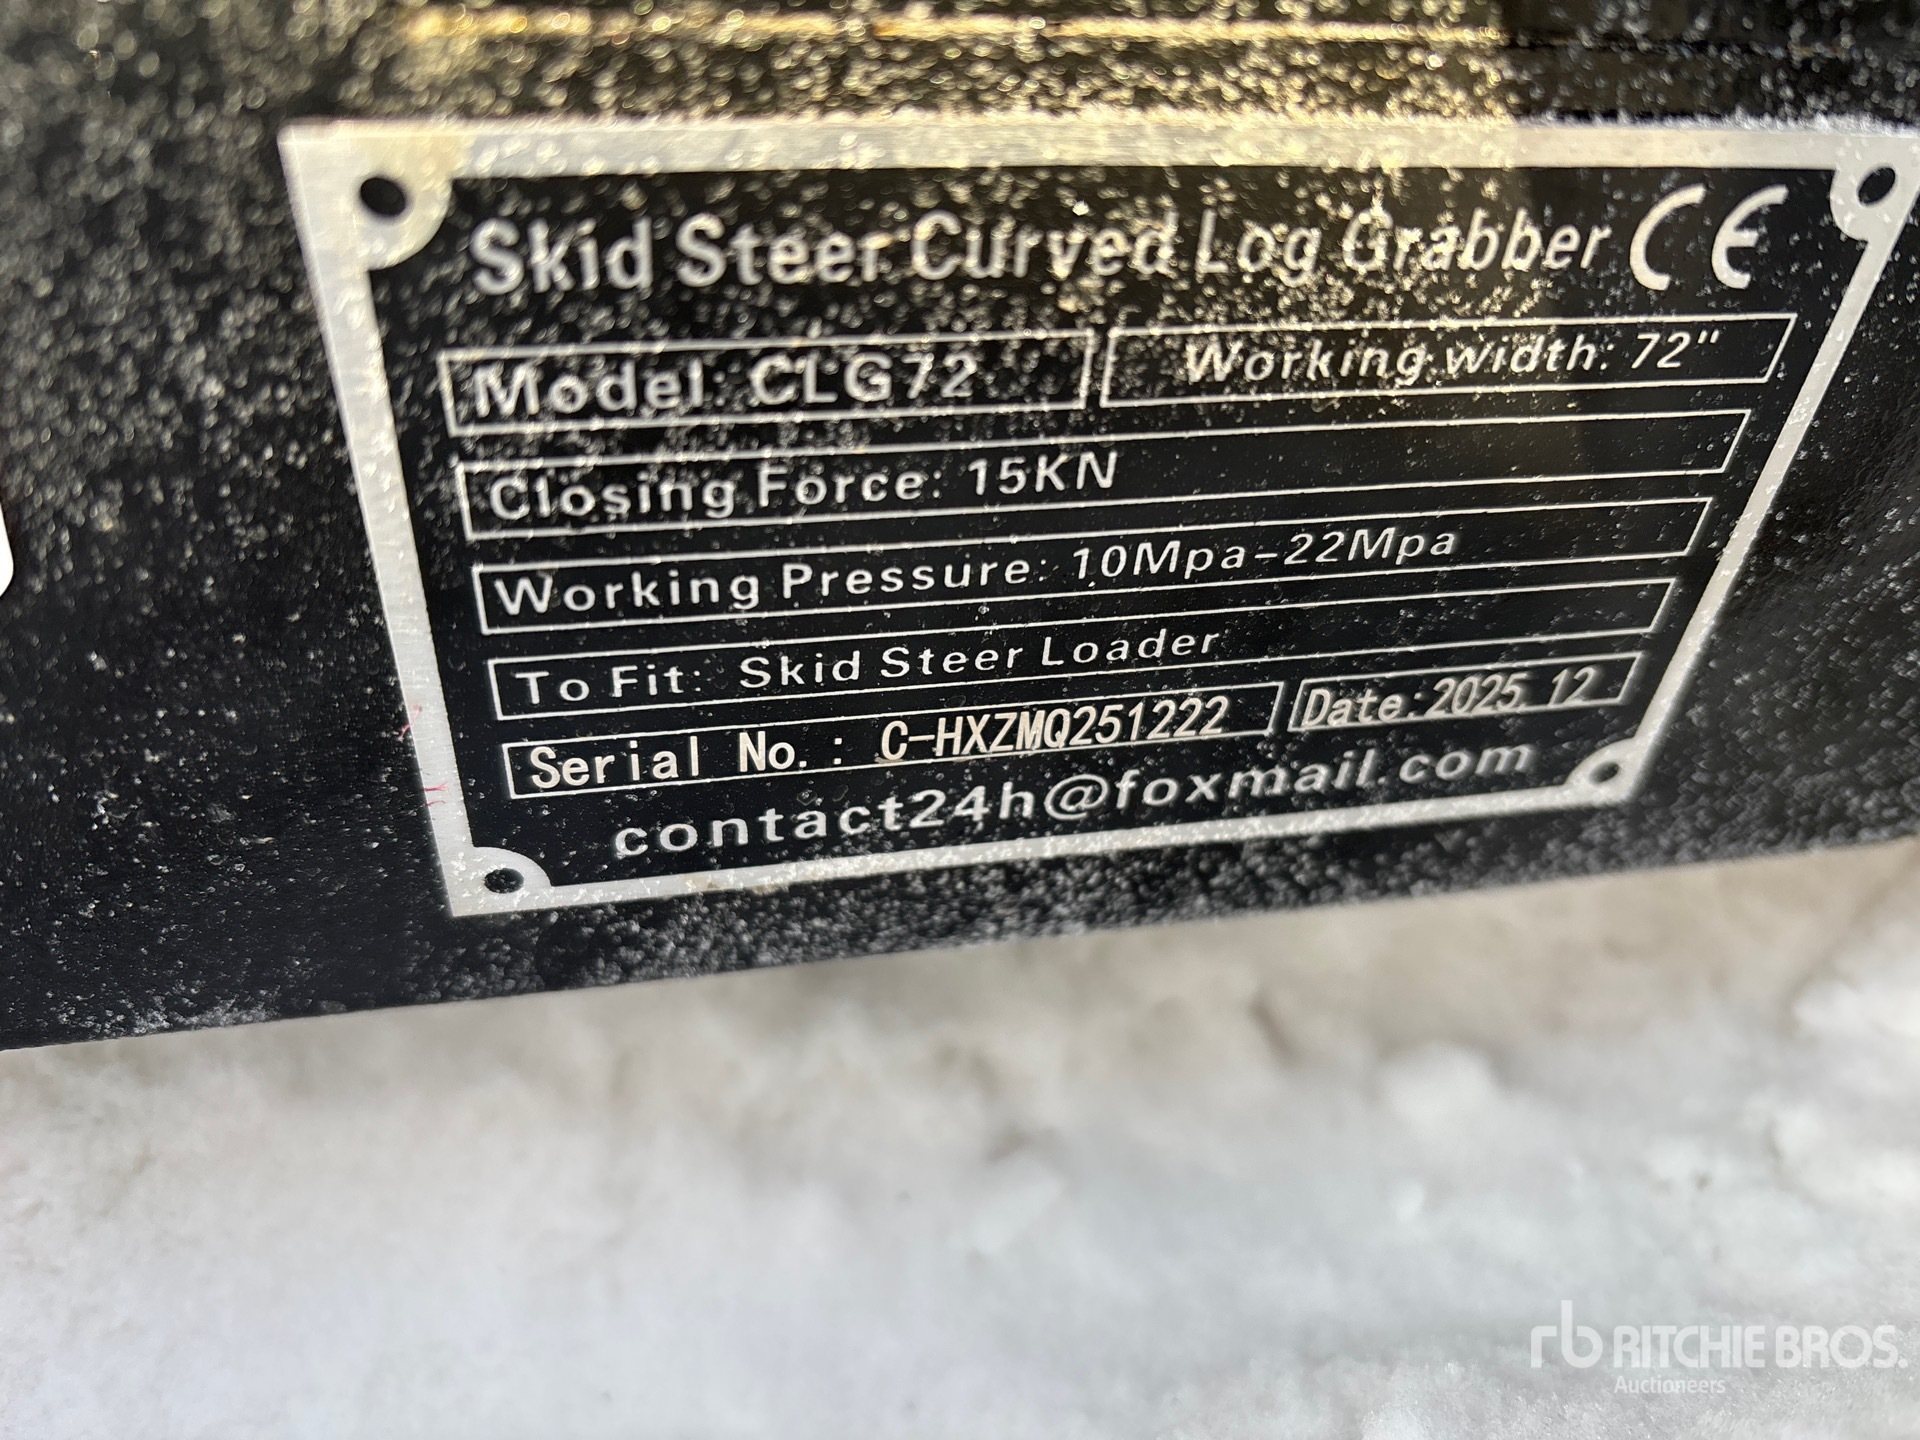 Skid Steer Curved Log Grabber CE
Model: CLG72
Working width: 72"
Closing Force: 15KN
Working Pressure: 10Mpa-22Mpa
To Fit: Skid Steer Loader
Serial No.: C-HXZMQ251222
Date: 2025.12
contact24h@foxmail.com
rb RITCHIE BROS.
Auctioneers